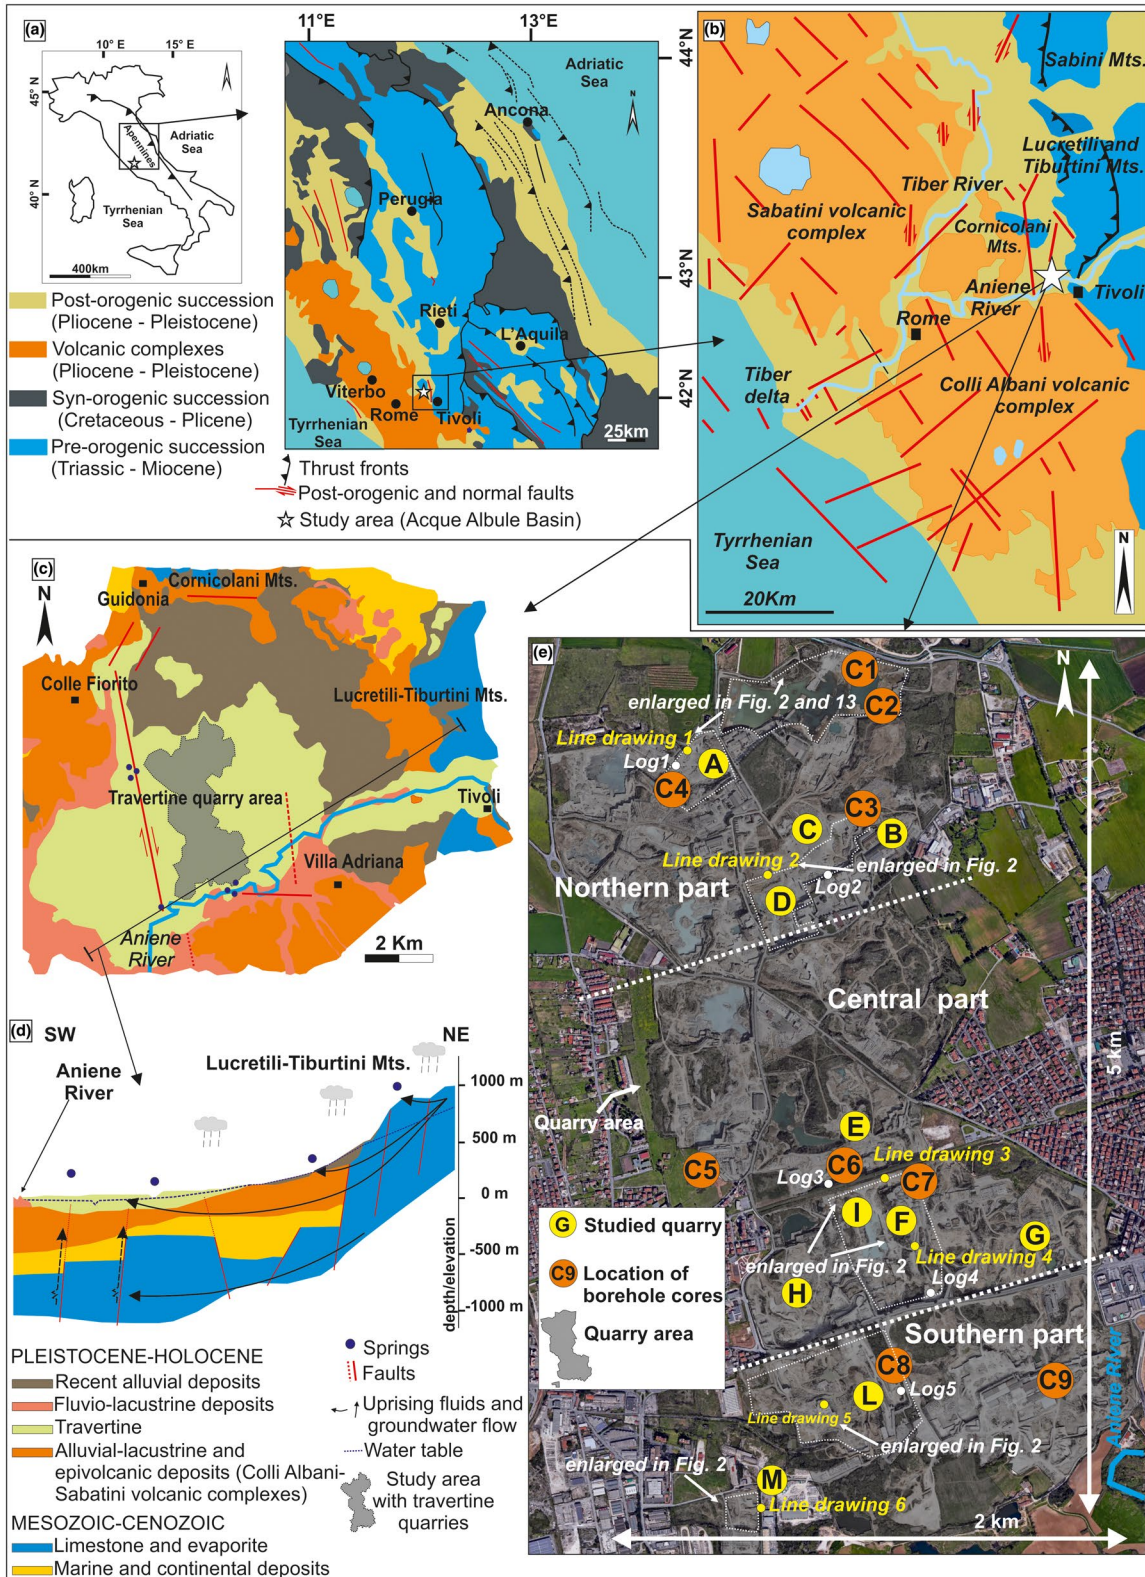 (a)
10° E
15° E
45° N
40° N
Apennines
Adriatic
Sea
Tyrrhenian
Sea
400km
Post-orogenic succession
(Pliocene - Pleistocene)
Volcanic complexes
(Pliocene - Pleistocene)
Syn-orogenic succession
(Cretaceous - Plicene)
Pre-orogenic succession
(Triassic - Miocene)
11°E
13°E
44°N
43°N
42°N
Adriatic
Sea
N
Ancona
Perugia
Rieti
L'Aquila
Viterbo
Rome
Tivoli
Tyrrhenian
Sea
25km
Thrust fronts
Post-orogenic and normal faults
Study area (Acque Albule Basin)
(b)
Sabini Mts.
Lucretili and
Tiburtini Mts.
Tiber River
Sabatini volcanic
complex
Cornicolani
Mts.
Aniene
River
Tivoli
Rome
Tiber
delta
Colli Albani volcanic
complex
Tyrrhenian
Sea
20Km
N
(c)
N
Cornicolani Mts.
Guidonia
Colle Fiorito
Lucretili-Tiburtini Mts.
Travertine quarry area
Tivoli
Villa Adriana
Aniene
River
2 Km
(d)
SW
NE
Lucretili-Tiburtini Mts.
Aniene
River
1000 m
500 m
0 m
-500 m
-1000 m
depth/elevation
PLEISTOCENE-HOLOCENE
Recent alluvial deposits
Fluvio-lacustrine deposits
Travertine
Alluvial-lacustrine and
epivolcanic deposits (Colli Albani-
Sabatini volcanic complexes)
MESOZOIC-CENOZOIC
Limestone and evaporite
Marine and continental deposits
Springs
Faults
Uprising fluids and
groundwater flow
Water table
Study area
with travertine
quarries
(e)
N
C1
C2
enlarged in Fig. 2 and 13
Line drawing 1
Log1
A
C4
C3
C
B
Line drawing 2
enlarged in Fig. 2
Log2
D
Northern part
Central part
5 km
Quarry area
E
C5
C6
Line drawing 3
Log3
C7
I
F
G
enlarged in Fig. 2
Line drawing 4
Log4
H
Southern part
C8
C9
L
Log5
Line drawing 5
enlarged in Fig. 2
enlarged in Fig. 2
M
Line drawing 6
Aniene River
2 km
G Studied quarry
C9 Location of
borehole cores
Quarry area